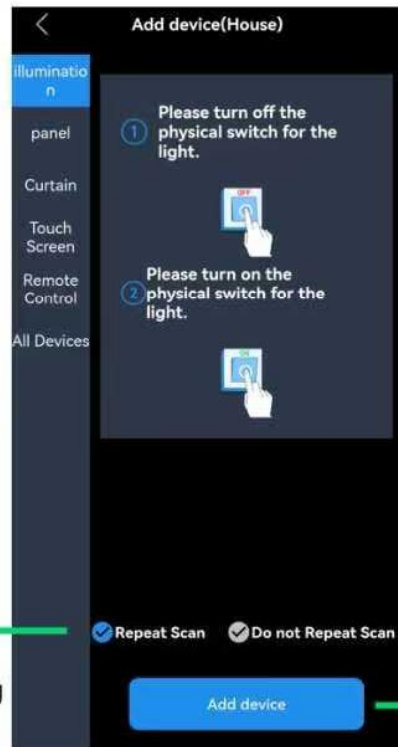 Add device(House)
illuminatio
n
panel
Curtain
Touch
Screen
Remote
Control
All Devices
1 Please turn off the
physical switch for the
light.
OFF
2 Please turn on the
physical switch for the
light.
ON
Repeat Scan Do not Repeat Scan
Add device